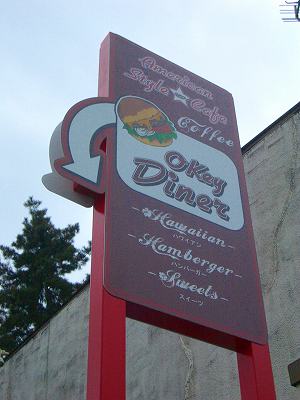 American
Style ★ Cafe
Coffee
OKay
Diner
Hawaiian
ハワイアン
Hamberger
ハンバーガー
Sweets
スイーツ